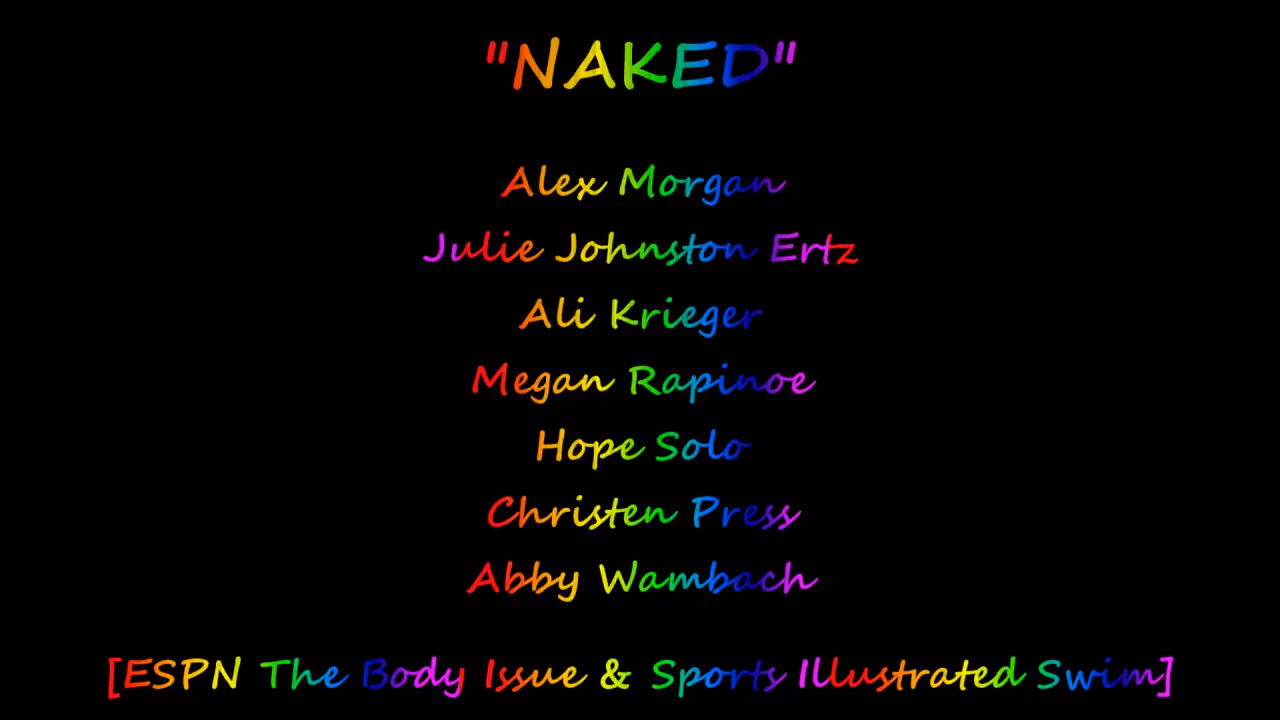 "NAKED"
Alex Morgan
Julie Johnston Ertz
Ali Krieger
Megan Rapinoe
Hope Solo
Christen Press
Abby Wambach
[ESPN The Body Issue & Sports Illustrated Swim]